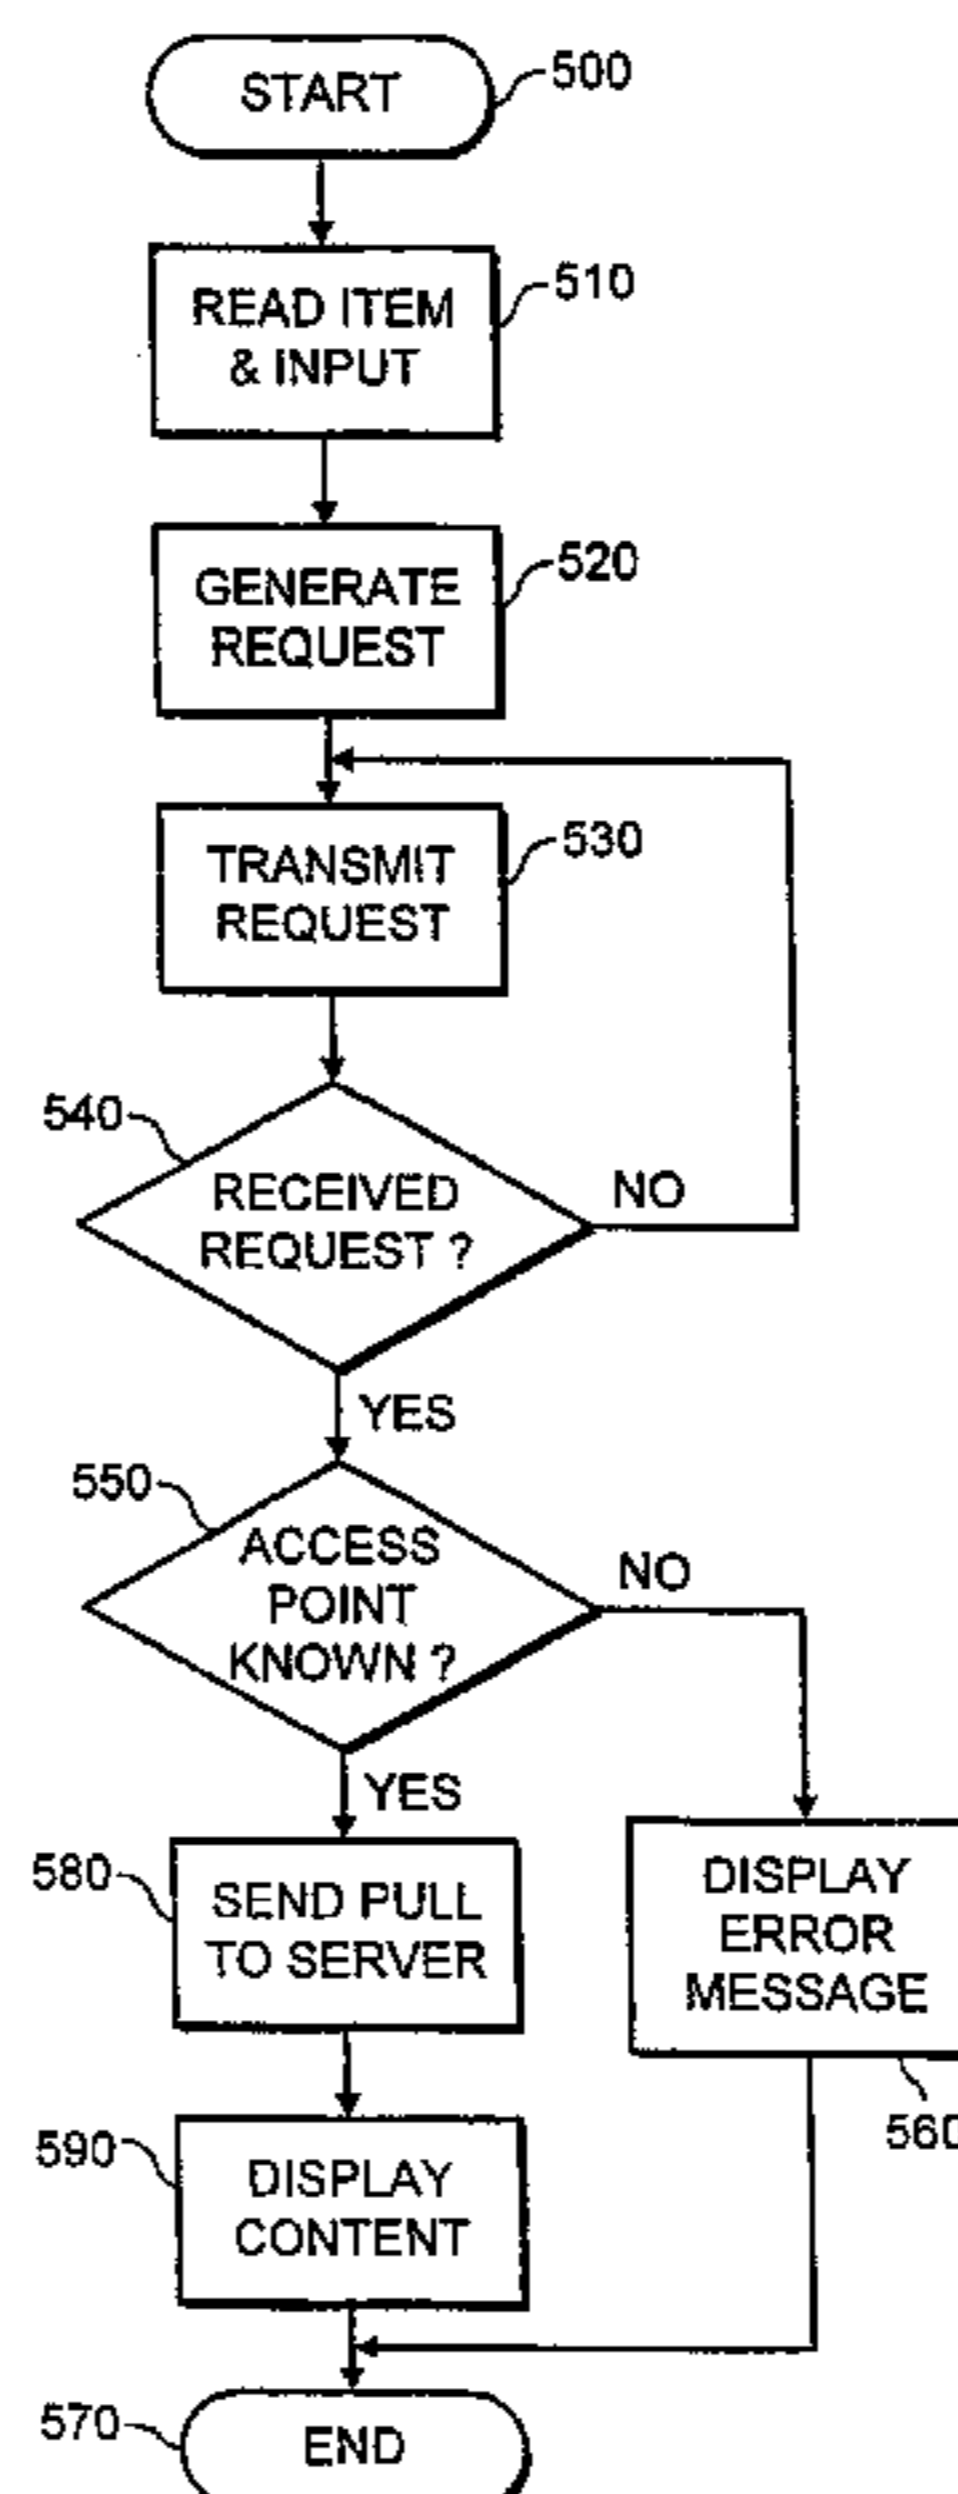 START
500
READ ITEM
& INPUT
510
GENERATE
REQUEST
520
TRANSMIT
REQUEST
530
540
RECEIVED
REQUEST ?
NO
YES
550
ACCESS
POINT
KNOWN ?
NO
YES
580
SEND PULL
TO SERVER
DISPLAY
ERROR
MESSAGE
560
590
DISPLAY
CONTENT
570
END